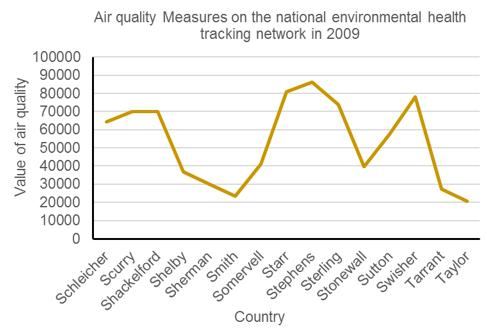 Air quality Measures on the national environmental health
tracking network in 2009
Value of air quality
100000
90000
80000
70000
60000
50000
40000
30000
20000
10000
0
Schleicher
Scurry
Shackelford
Shelby
Sherman
Smith
Somervell
Starr
Stephens
Sterling
Stonewall
Sutton
Swisher
Tarrant
Taylor
Country